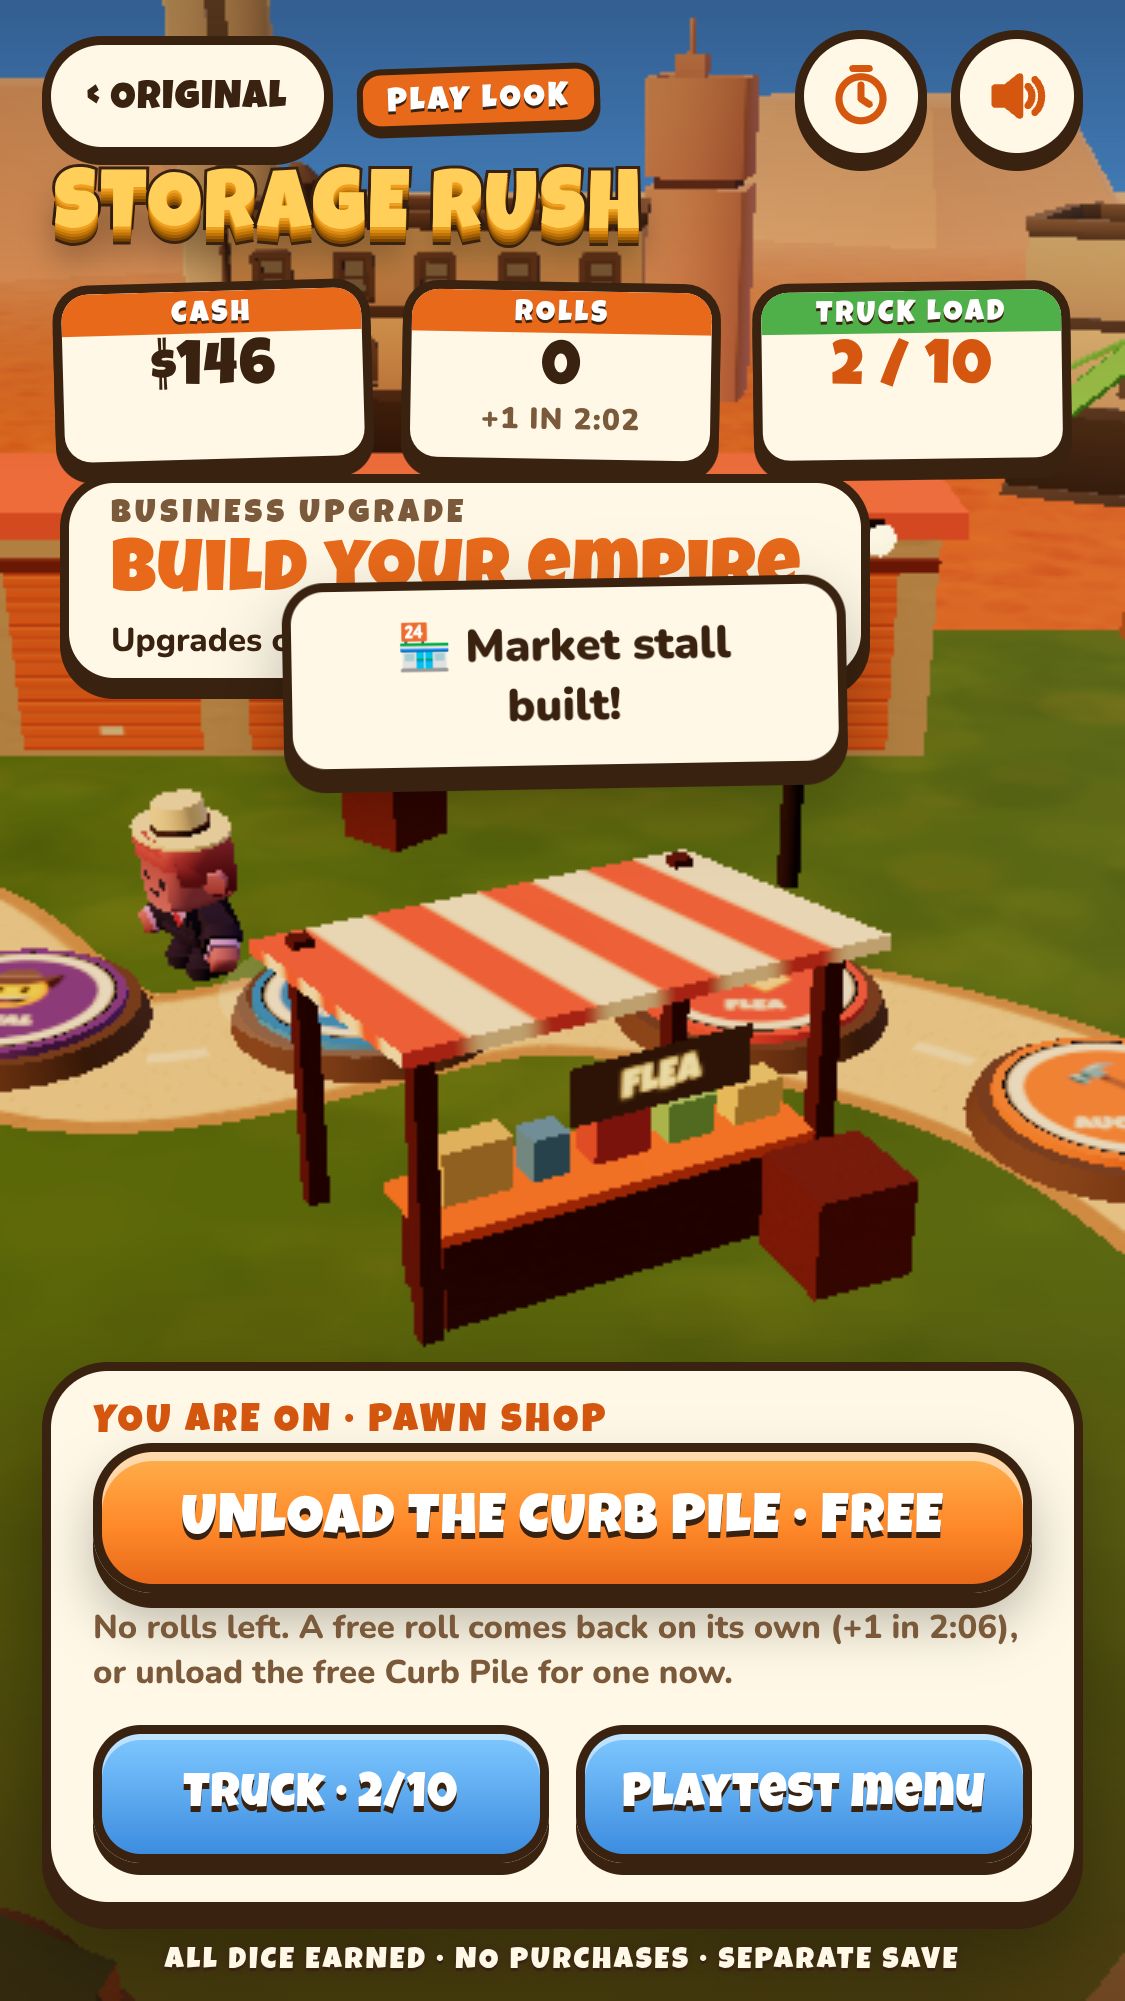 ‹ ORIGINAL
PLAY LOOK
STORAGE RUSH
CASH
$146
ROLLS
0
+1 IN 2:02
TRUCK LOAD
2 / 10
BUSINESS UPGRADE
BUILD YOUR EMPIRE
Upgrades
24
Market stall
built!
FLEA
FLEA
YOU ARE ON · PAWN SHOP
UNLOAD THE CURB PILE · FREE
No rolls left. A free roll comes back on its own (+1 in 2:06),
or unload the free Curb Pile for one now.
TRUCK · 2/10
PLAYTEST MENU
ALL DICE EARNED · NO PURCHASES · SEPARATE SAVE